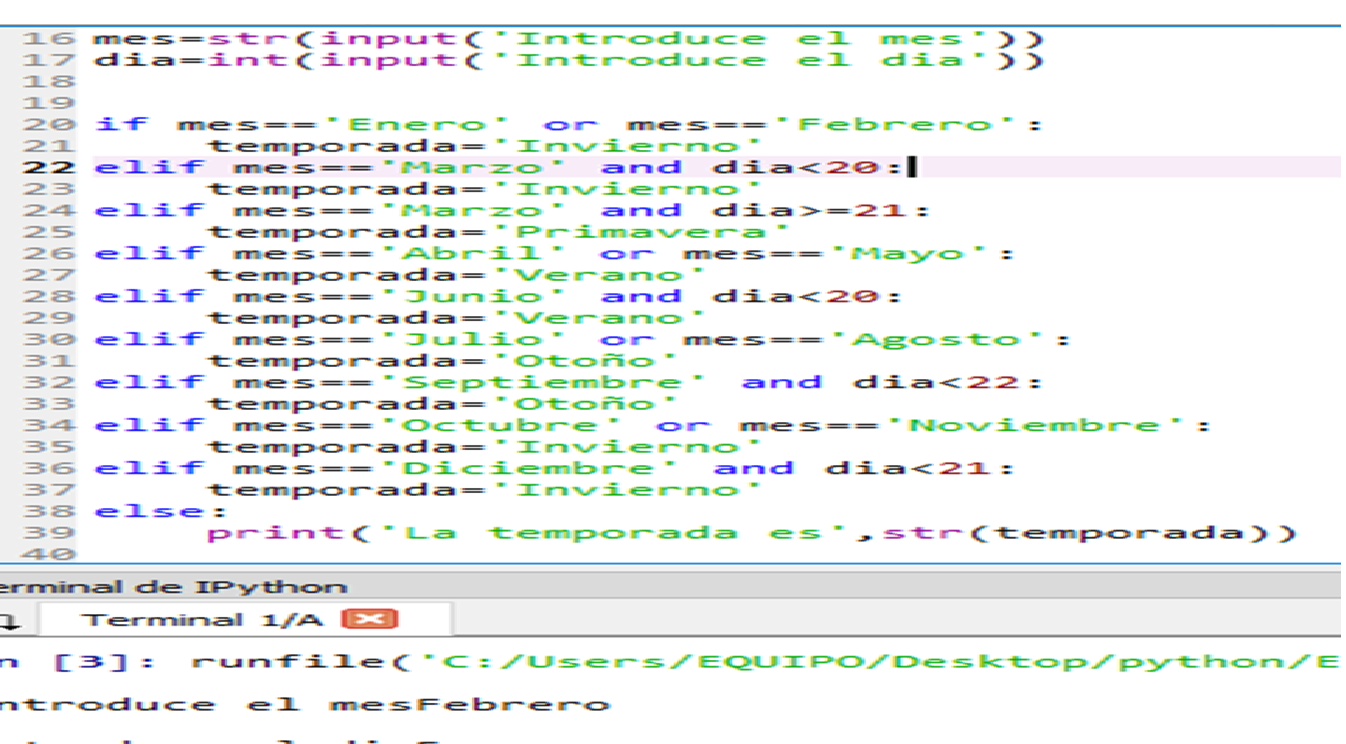 16 mes=str(input('Introduce el mes'))
17 dia=int(input('Introduce el dia'))
18
19
20 if mes=='Enero' or mes=='Febrero':
21 temporada='Invierno'
22 elif mes=='Marzo' and dia<20:
23 temporada='Invierno'
24 elif mes=='Marzo' and dia>=21:
25 temporada='Primavera'
26 elif mes=='Abril' or mes=='Mayo':
27 temporada='Verano'
28 elif mes=='Junio' and dia<20:
29 temporada='Verano'
30 elif mes=='Julio' or mes=='Agosto':
31 temporada='Otoño'
32 elif mes=='Septiembre' and dia<22:
33 temporada='Otoño'
34 elif mes=='Octubre' or mes=='Noviembre':
35 temporada='Invierno'
36 elif mes=='Diciembre' and dia<21:
37 temporada='Invierno'
38 else:
39 print('La temporada es',str(temporada))
40
erminal de IPython
Terminal 1/A
n [3]: runfile('C:/Users/EQUIPO/Desktop/python/E
ntroduce el mesFebrero